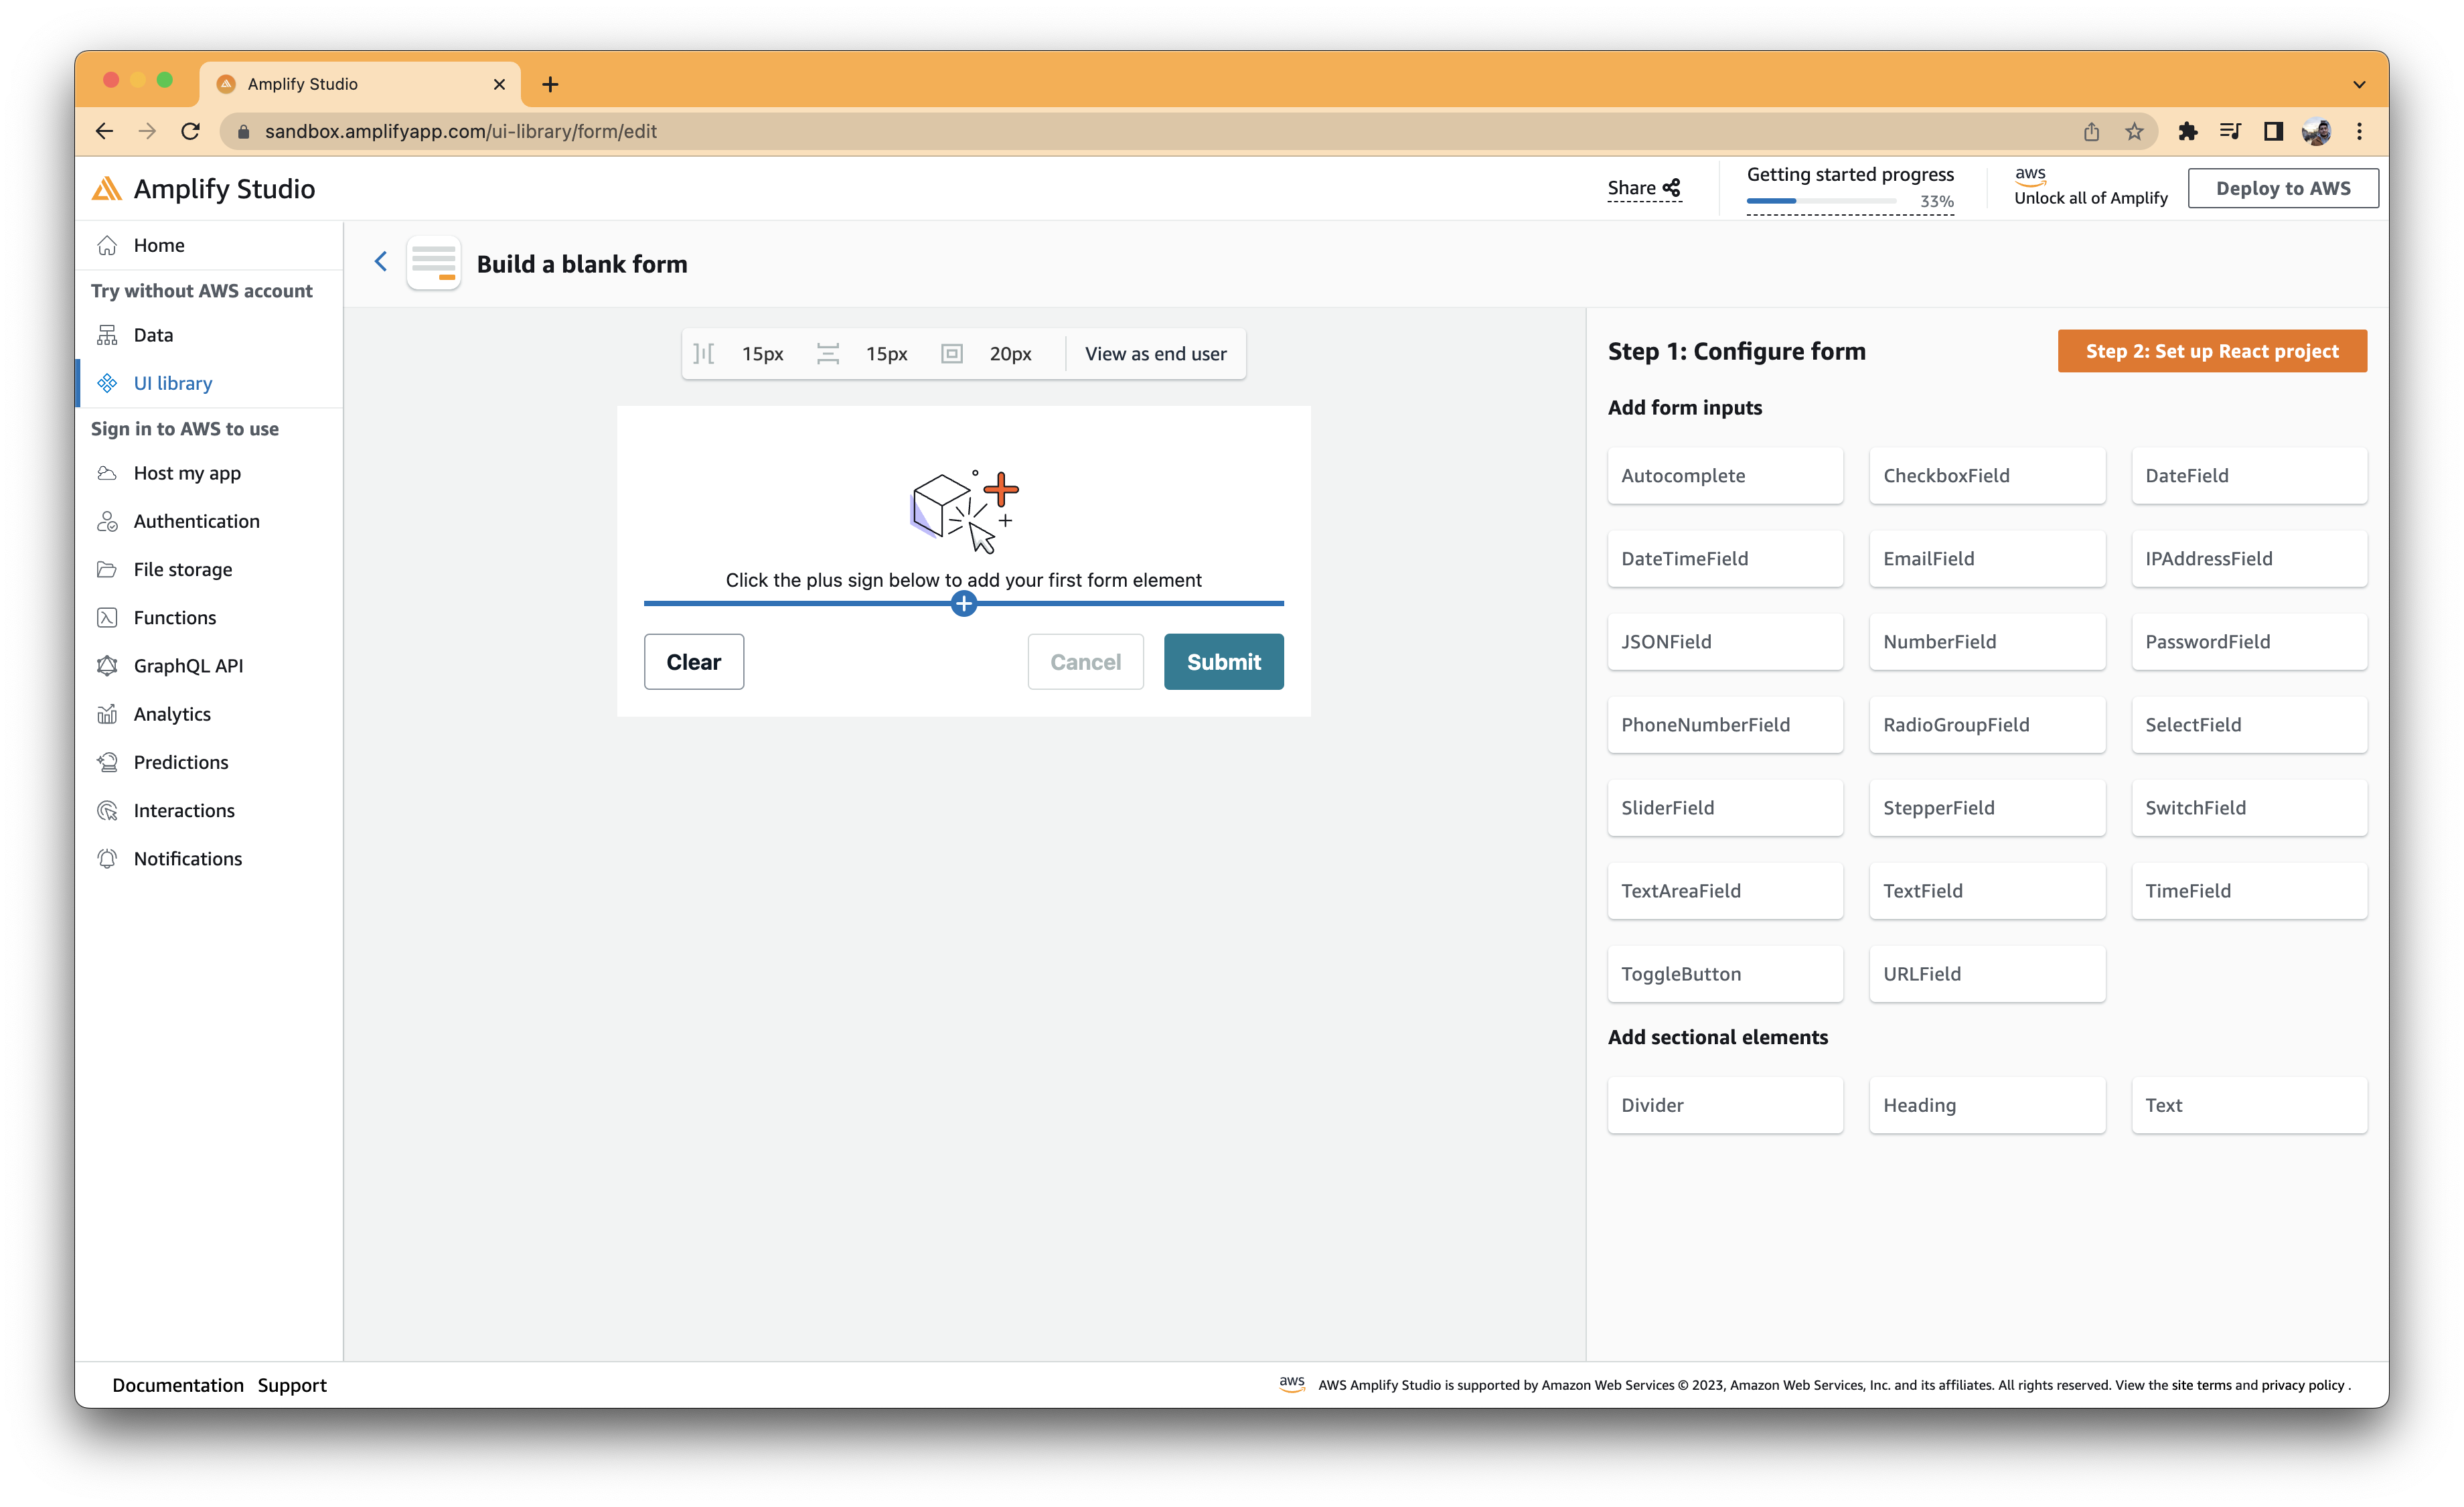 Amplify Studio
sandbox.amplifyapp.com/ui-library/form/edit
Amplify Studio
Share
Getting started progress
33%
aws
Unlock all of Amplify
Deploy to AWS
Home
Try without AWS account
Data
UI library
Sign in to AWS to use
Host my app
Authentication
File storage
Functions
GraphQL API
Analytics
Predictions
Interactions
Notifications
Build a blank form
15px 15px 20px View as end user
Click the plus sign below to add your first form element
Clear Cancel Submit
Step 1: Configure form
Step 2: Set up React project
Add form inputs
Autocomplete CheckboxField DateField
DateTimeField EmailField IPAddressField
JSONField NumberField PasswordField
PhoneNumberField RadioGroupField SelectField
SliderField StepperField SwitchField
TextAreaField TextField TimeField
ToggleButton URLField
Add sectional elements
Divider Heading Text
Documentation Support
aws AWS Amplify Studio is supported by Amazon Web Services © 2023, Amazon Web Services, Inc. and its affiliates. All rights reserved. View the site terms and privacy policy .